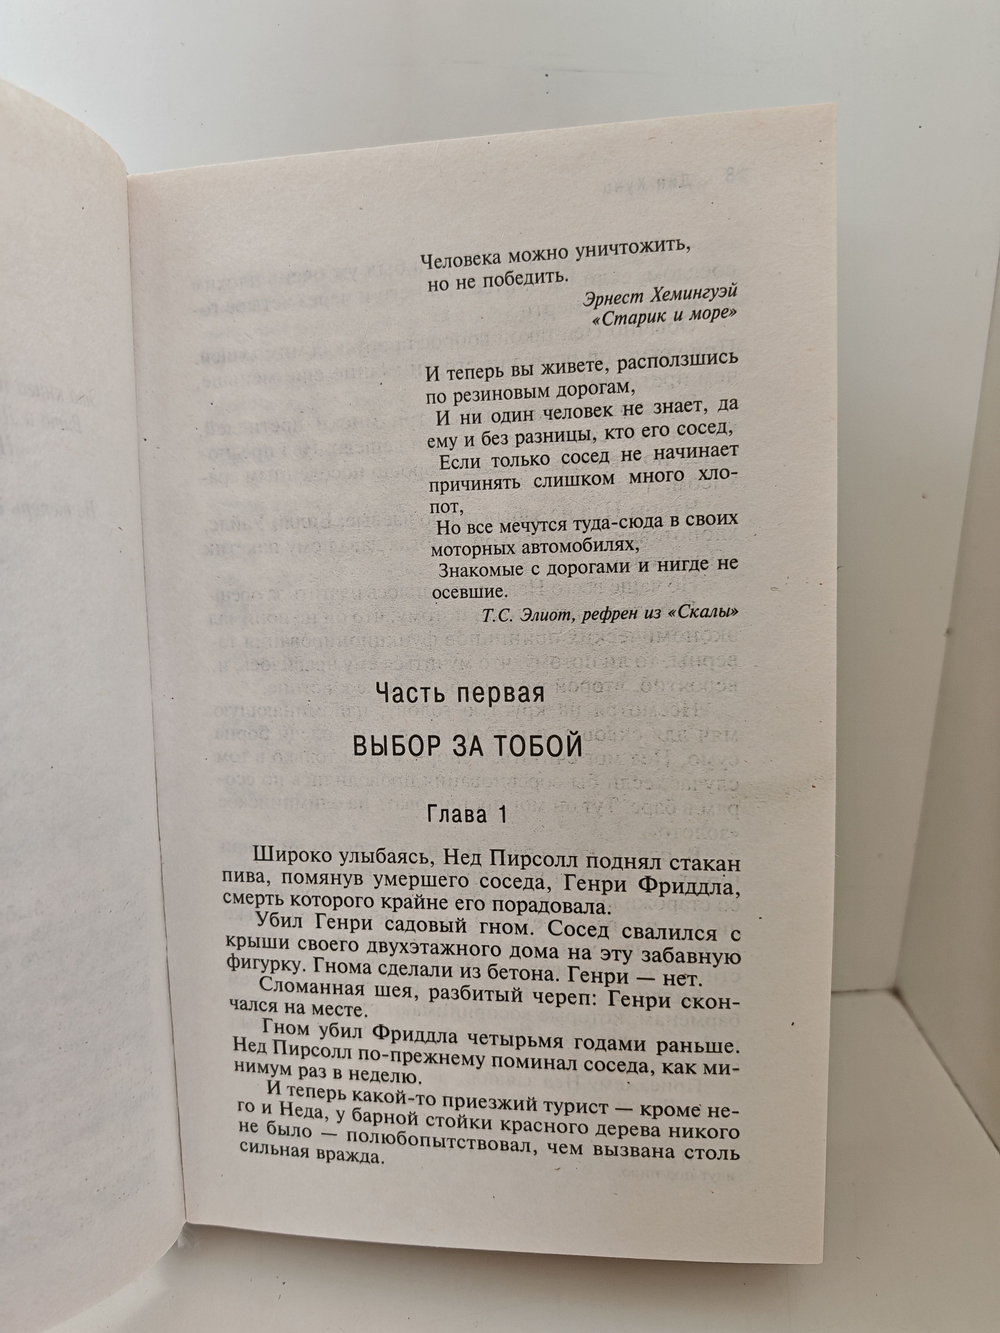 Человека можно уничтожить,
но не победить.
Эрнест Хемингуэй
«Старик и море»
И теперь вы живете, расползшись
по резиновым дорогам,
И ни один человек не знает, да
ему и без разницы, кто его сосед,
Если только сосед не начинает
причинять слишком много хло-
пот,
Но все мечутся туда-сюда в своих
моторных автомобилях,
Знакомые с дорогами и нигде не
осевшие.
Т.С. Элиот, рефрен из «Скалы»
Часть первая
ВЫБОР ЗА ТОБОЙ
Глава 1
Широко улыбаясь, Нед Пирсолл поднял стакан
пива, помянув умершего соседа, Генри Фриддла,
смерть которого крайне его порадовала.
Убил Генри садовый гном. Сосед свалился с
крыши своего двухэтажного дома на эту забавную
фигурку. Гнома сделали из бетона. Генри — нет.
Сломанная шея, разбитый череп: Генри скон-
чался на месте.
Гном убил Фриддла четырьмя годами раньше.
Нед Пирсолл по-прежнему поминал соседа, как ми-
нимум раз в неделю.
И теперь какой-то приезжий турист — кроме не-
го и Неда, у барной стойки красного дерева никого
не было — полюбопытствовал, чем вызвана столь
сильная вражда.